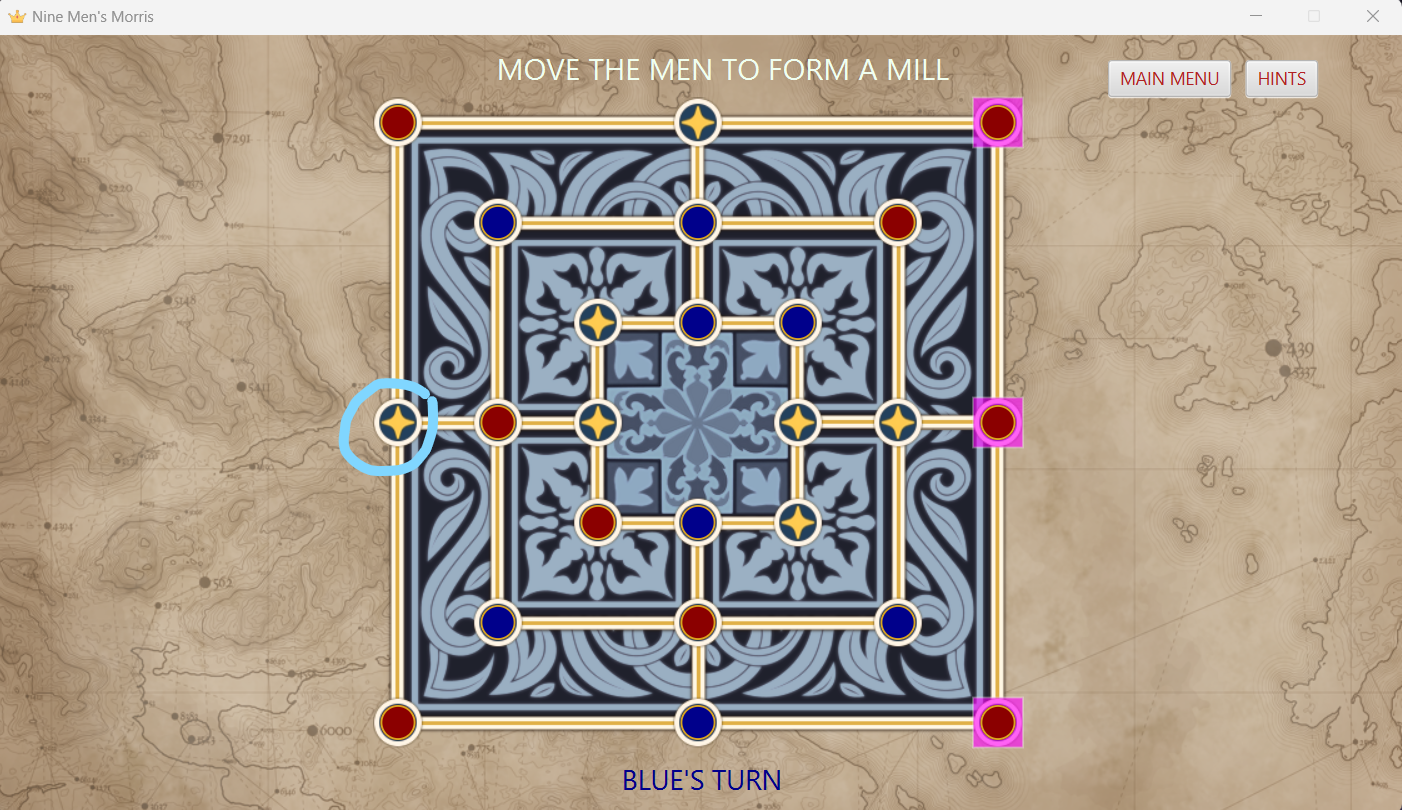 Nine Men's Morris
MOVE THE MEN TO FORM A MILL
MAIN MENU
HINTS
BLUE'S TURN